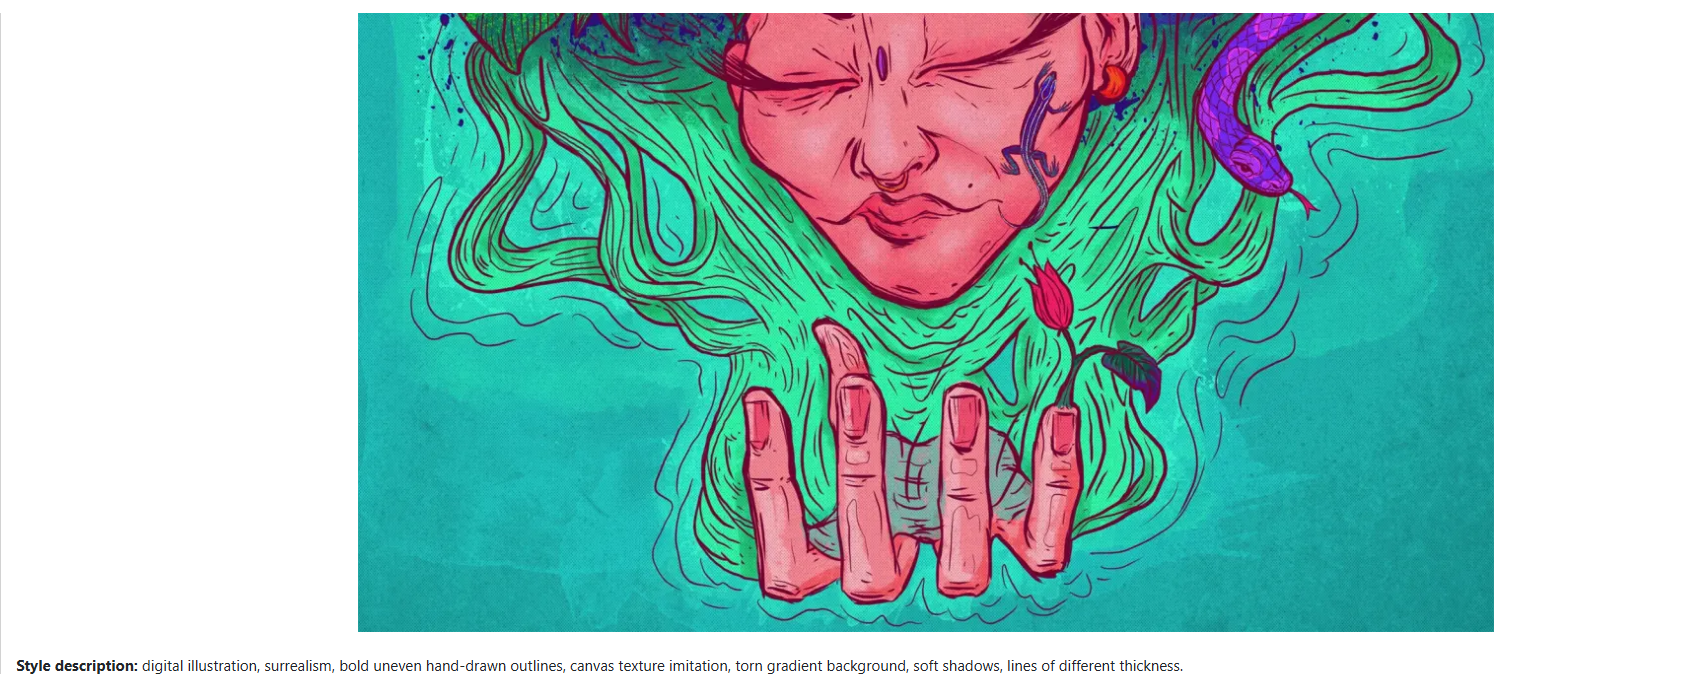 Style description: digital illustration, surrealism, bold uneven hand-drawn outlines, canvas texture imitation, torn gradient background, soft shadows, lines of different thickness.